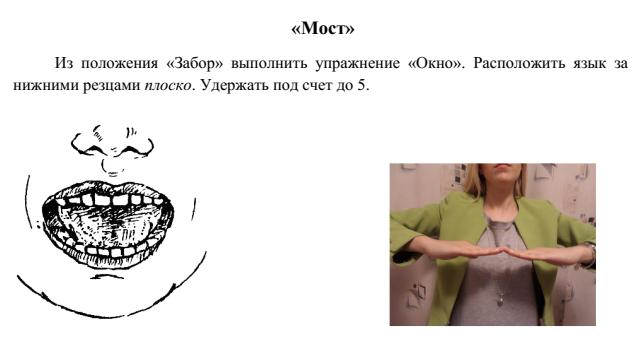 «Мост»
Из положения «Забор» выполнить упражнение «Окно». Расположить язык за
нижними резцами плоско. Удержать под счет до 5.